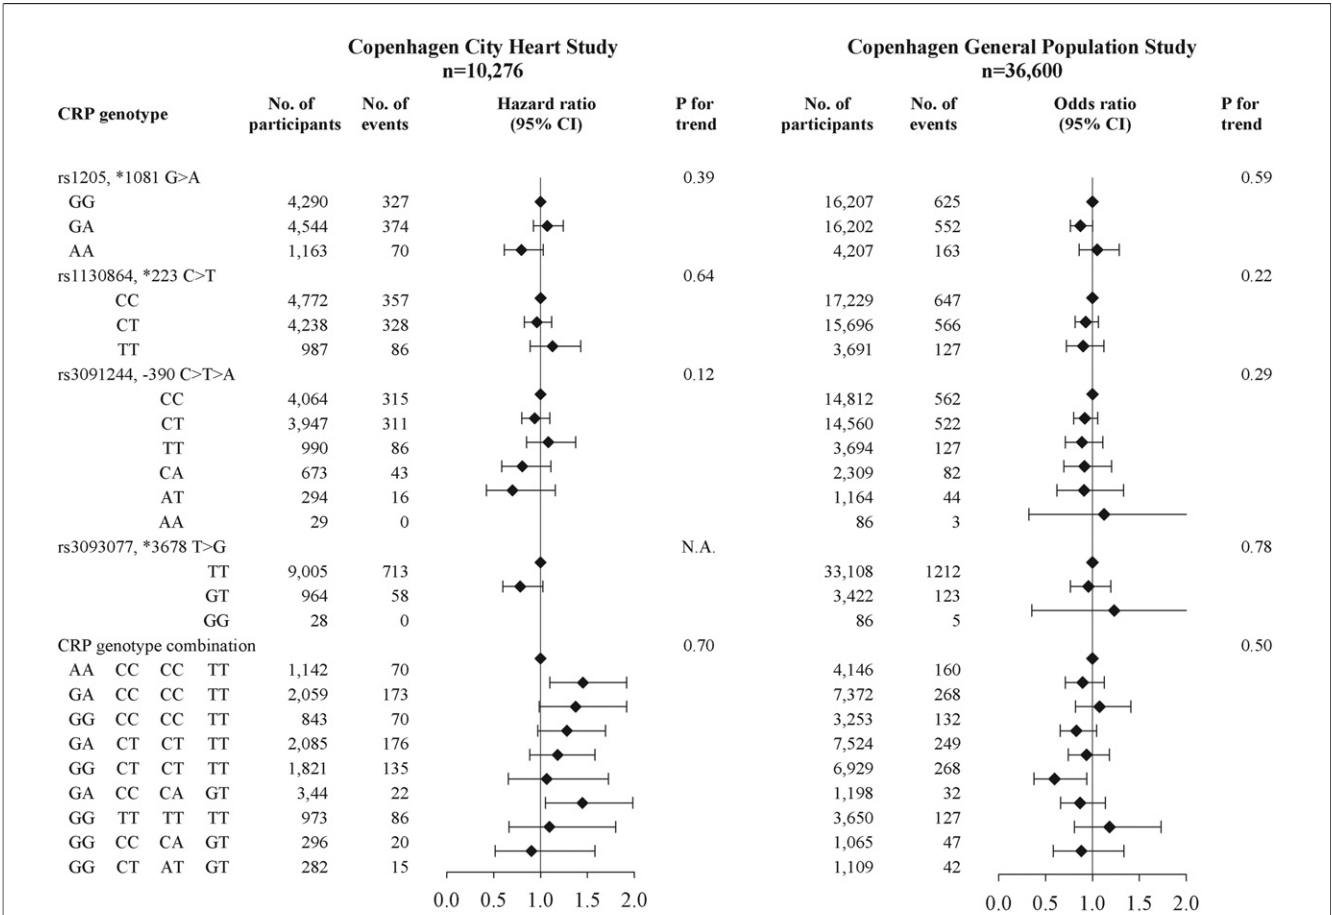 Copenhagen City Heart Study Copenhagen General Population Study
n=10,276 n=36,600
CRP genotype No. of participants No. of events Hazard ratio (95% CI) P for trend No. of participants No. of events Odds ratio (95% CI) P for trend
rs1205, *1081 G>A 0.39 0.59
GG 4,290 327 16,207 625
GA 4,544 374 16,202 552
AA 1,163 70 4,207 163
rs1130864, *223 C>T 0.64 0.22
CC 4,772 357 17,229 647
CT 4,238 328 15,696 566
TT 987 86 3,691 127
rs3091244, -390 C>T>A 0.12 0.29
CC 4,064 315 14,812 562
CT 3,947 311 14,560 522
TT 990 86 3,694 127
CA 673 43 2,309 82
AT 294 16 1,164 44
AA 29 0 86 3
rs3093077, *3678 T>G N.A. 0.78
TT 9,005 713 33,108 1212
GT 964 58 3,422 123
GG 28 0 86 5
CRP genotype combination 0.70 0.50
AA CC CC TT 1,142 70 4,146 160
GA CC CC TT 2,059 173 7,372 268
GG CC CC TT 843 70 3,253 132
GA CT CT TT 2,085 176 7,524 249
GG CT CT TT 1,821 135 6,929 268
GA CC CA GT 3,44 22 1,198 32
GG TT TT TT 973 86 3,650 127
GG CC CA GT 296 20 1,065 47
GG CT AT GT 282 15 1,109 42
0.0 0.5 1.0 1.5 2.0 0.0 0.5 1.0 1.5 2.0